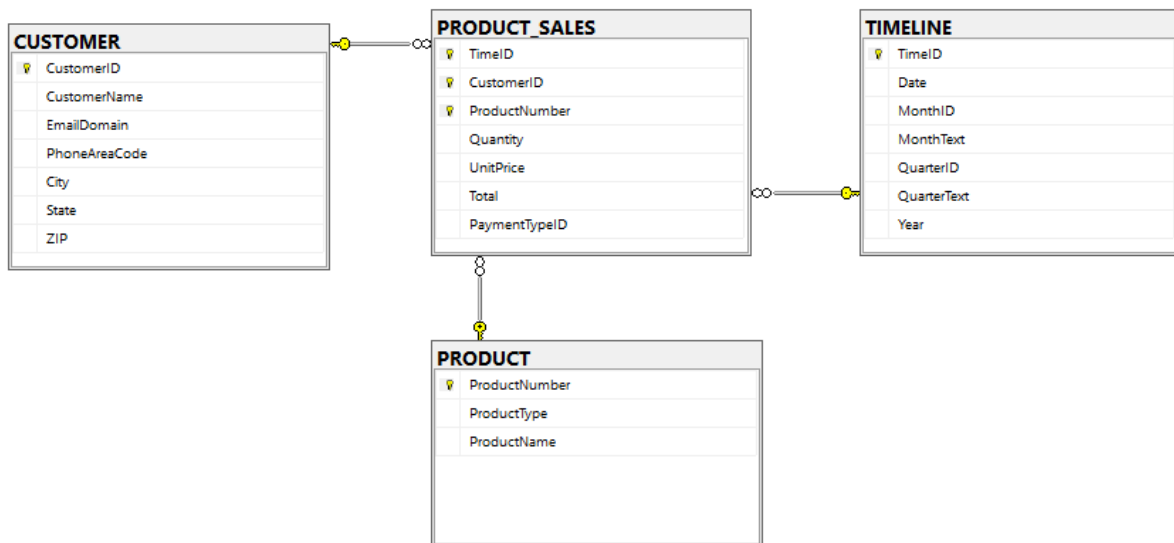 CUSTOMER
CustomerID
CustomerName
EmailDomain
PhoneAreaCode
City
State
ZIP
PRODUCT_SALES
TimeID
CustomerID
ProductNumber
Quantity
UnitPrice
Total
PaymentTypeID
TIMELINE
TimeID
Date
MonthID
MonthText
QuarterID
QuarterText
Year
PRODUCT
ProductNumber
ProductType
ProductName